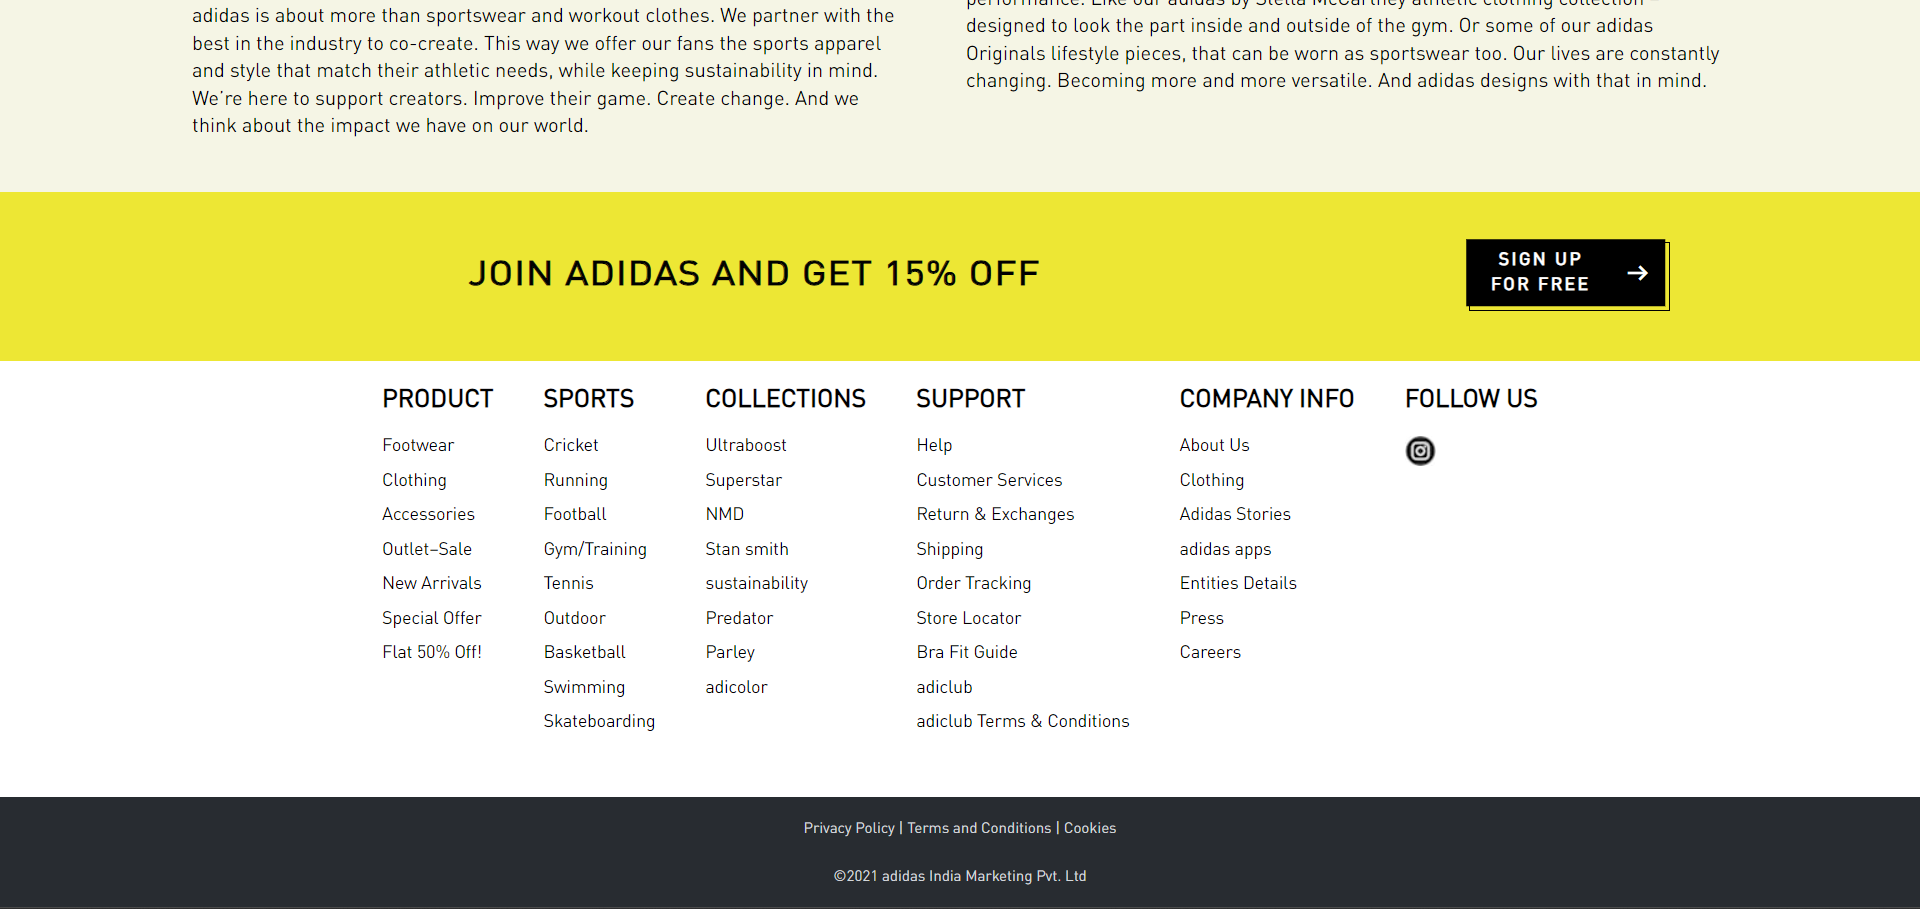 adidas is about more than sportswear and workout clothes. We partner with the
best in the industry to co-create. This way we offer our fans the sports apparel
and style that match their athletic needs, while keeping sustainability in mind.
We're here to support creators. Improve their game. Create change. And we
think about the impact we have on our world.
performance. Like our adidas by Stella McCartney athletic clothing collection –
designed to look the part inside and outside of the gym. Or some of our adidas
Originals lifestyle pieces, that can be worn as sportswear too. Our lives are constantly
changing. Becoming more and more versatile. And adidas designs with that in mind.
JOIN ADIDAS AND GET 15% OFF
SIGN UP
FOR FREE
PRODUCT
Footwear
Clothing
Accessories
Outlet–Sale
New Arrivals
Special Offer
Flat 50% Off!
SPORTS
Cricket
Running
Football
Gym/Training
Tennis
Outdoor
Basketball
Swimming
Skateboarding
COLLECTIONS
Ultraboost
Superstar
NMD
Stan smith
sustainability
Predator
Parley
adicolor
SUPPORT
Help
Customer Services
Return & Exchanges
Shipping
Order Tracking
Store Locator
Bra Fit Guide
adiclub
adiclub Terms & Conditions
COMPANY INFO
About Us
Clothing
Adidas Stories
adidas apps
Entities Details
Press
Careers
FOLLOW US
Privacy Policy | Terms and Conditions | Cookies
©2021 adidas India Marketing Pvt. Ltd